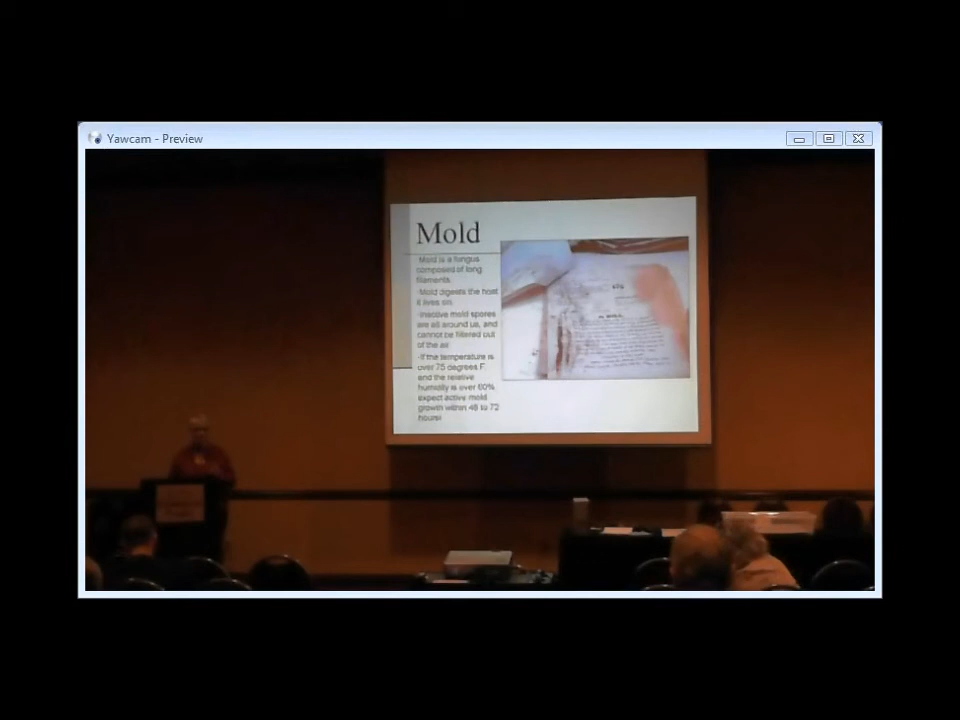 Yawcam - Preview
Mold
·Mold is a fungus
composed of long
filaments.
·Mold digests the host
it lives on.
·Inactive mold spores
are all around us, and
cannot be filtered out
of the air
·If the temperature is
over 75 degrees F.
and the relative
humidity is over 60%
expect active mold
growth within 48 to 72
hours!